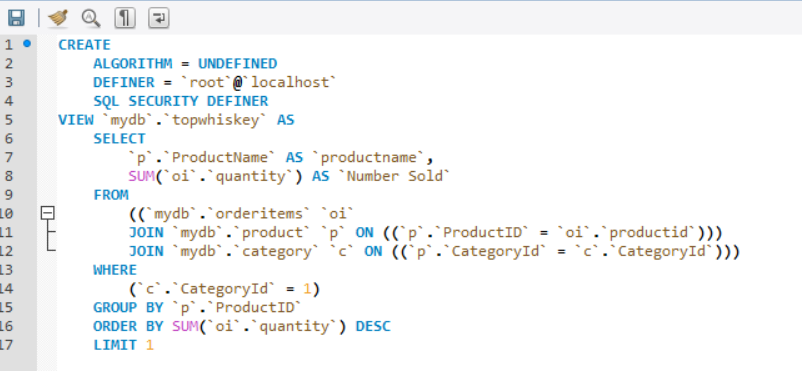 1 CREATE
2 ALGORITHM = UNDEFINED
3 DEFINER = `root`@`localhost`
4 SQL SECURITY DEFINER
5 VIEW `mydb`.`topwhiskey` AS
6 SELECT
7 `p`.`ProductName` AS `productname`,
8 SUM(`oi`.`quantity`) AS `Number Sold`
9 FROM
10 ((`mydb`.`orderitems` `oi`
11 JOIN `mydb`.`product` `p` ON ((`p`.`ProductID` = `oi`.`productid`)))
12 JOIN `mydb`.`category` `c` ON ((`p`.`CategoryId` = `c`.`CategoryId`)))
13 WHERE
14 (`c`.`CategoryId` = 1)
15 GROUP BY `p`.`ProductID`
16 ORDER BY SUM(`oi`.`quantity`) DESC
17 LIMIT 1